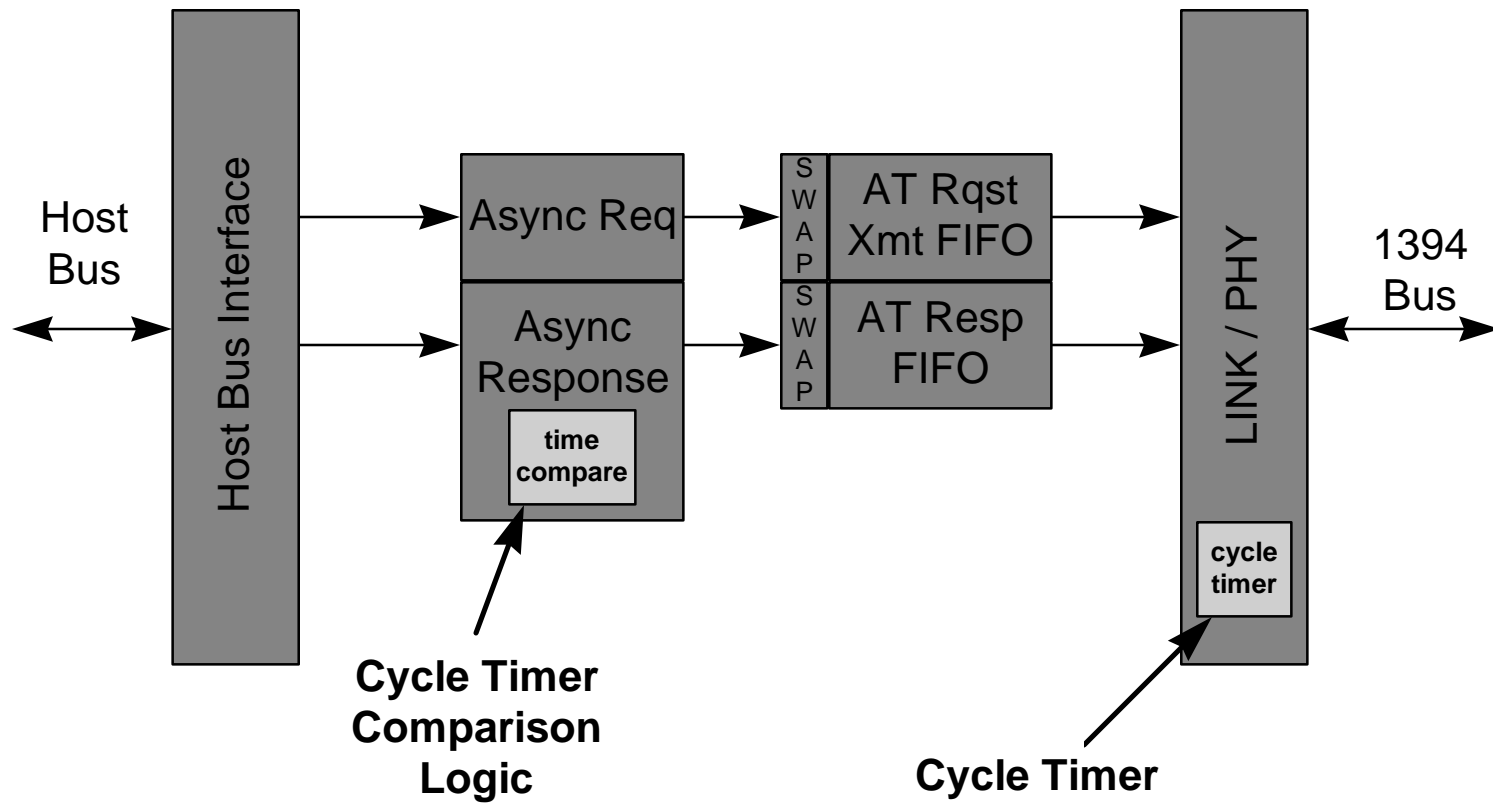 Host
Bus
Host Bus Interface
Async Req
Async
Response
time
compare
S
W
A
P
AT Rqst
Xmt FIFO
S
W
A
P
AT Resp
FIFO
LINK / PHY
cycle
timer
1394
Bus
Cycle Timer
Comparison
Logic
Cycle Timer